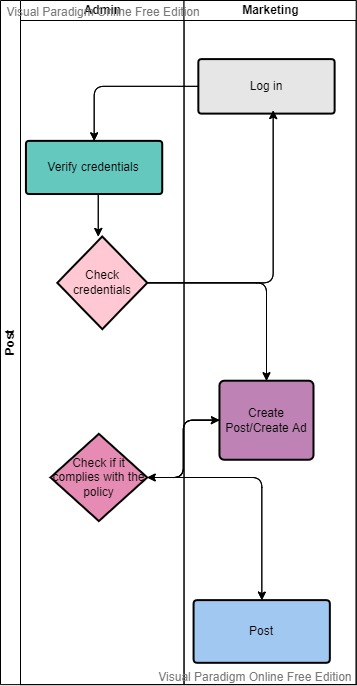 Visual Paradigm Online Free Edition
Admin
Marketing
Log in
Verify credentials
Check
credentials
Post
Create
Post/Create Ad
Check if it
complies with the
policy
Post
Visual Paradigm Online Free Edition